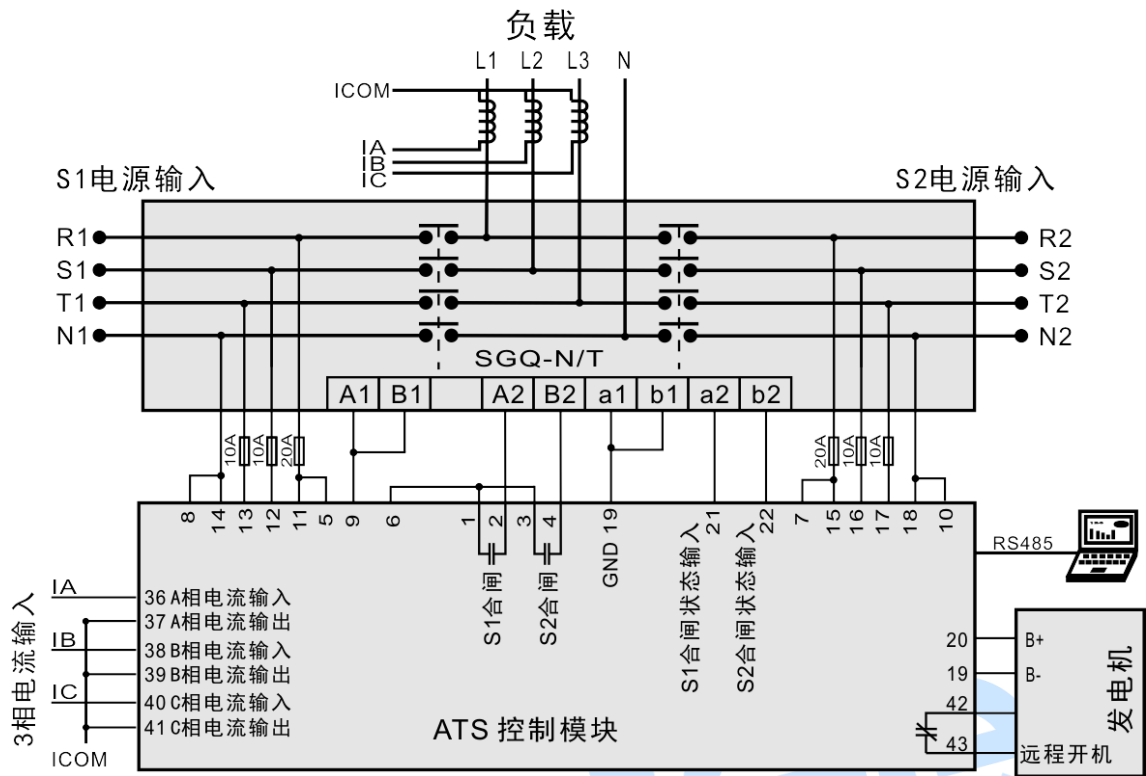 负载
L1 L2 L3 N
ICOM
IA
IB
IC
S1电源输入
S2电源输入
R1
R2
S1
S2
T1
T2
N1
N2
SGQ-N/T
A1 B1 A2 B2 a1 b1 a2 b2
10A 10A 20A
20A 10A 10A
8 14 13 12 11 5 9 6 1 2 3 4 GND 19 21 22 7 15 16 17 18 10
S1合闸
S2合闸
S1合闸状态输入
S2合闸状态输入
RS485
3相电流输入
IA
36 A相电流输入
37 A相电流输出
IB
38 B相电流输入
39 B相电流输出
IC
40 C相电流输入
41 C相电流输出
ICOM
ATS 控制模块
20 B+
19 B-
42
43 远程开机
发电机